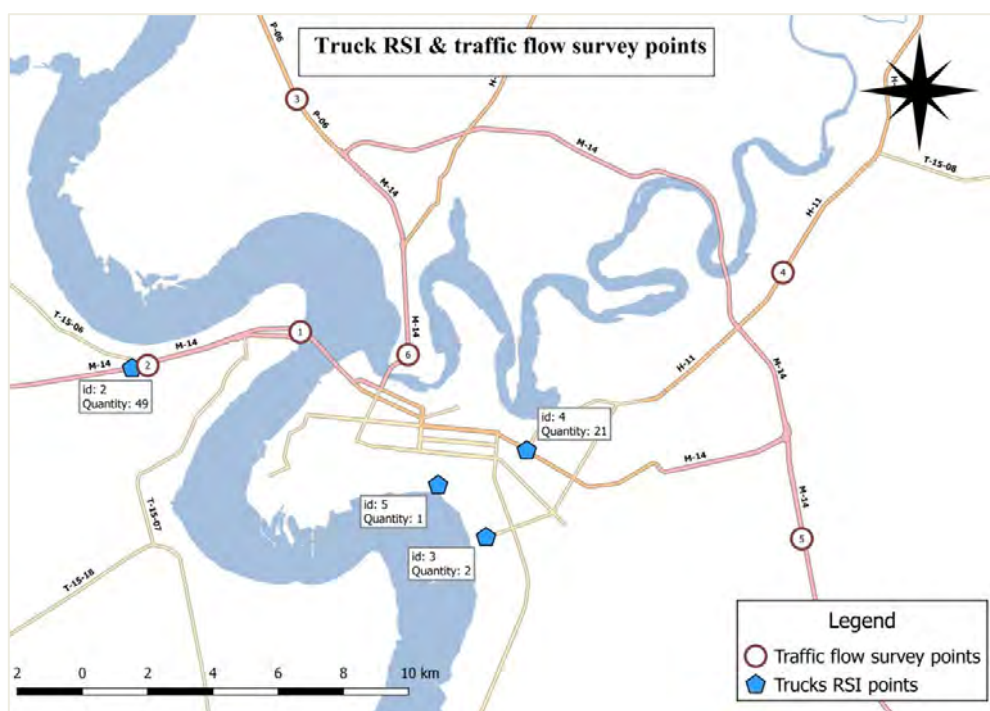 Truck RSI & traffic flow survey points
P-06
H-
H-
3
P-06
M-14
T-15-08
M-14
H-11
4
T-15-06
M-14
1
M-14
6
M-14
2
H-11
M-14
id: 2
Quantity: 49
id: 4
Quantity: 21
M-14
id: 5
Quantity: 1
M-14
T-15-07
id: 3
Quantity: 2
5
T-15-18
Legend
Traffic flow survey points
Trucks RSI points
2 0 2 4 6 8 10 km